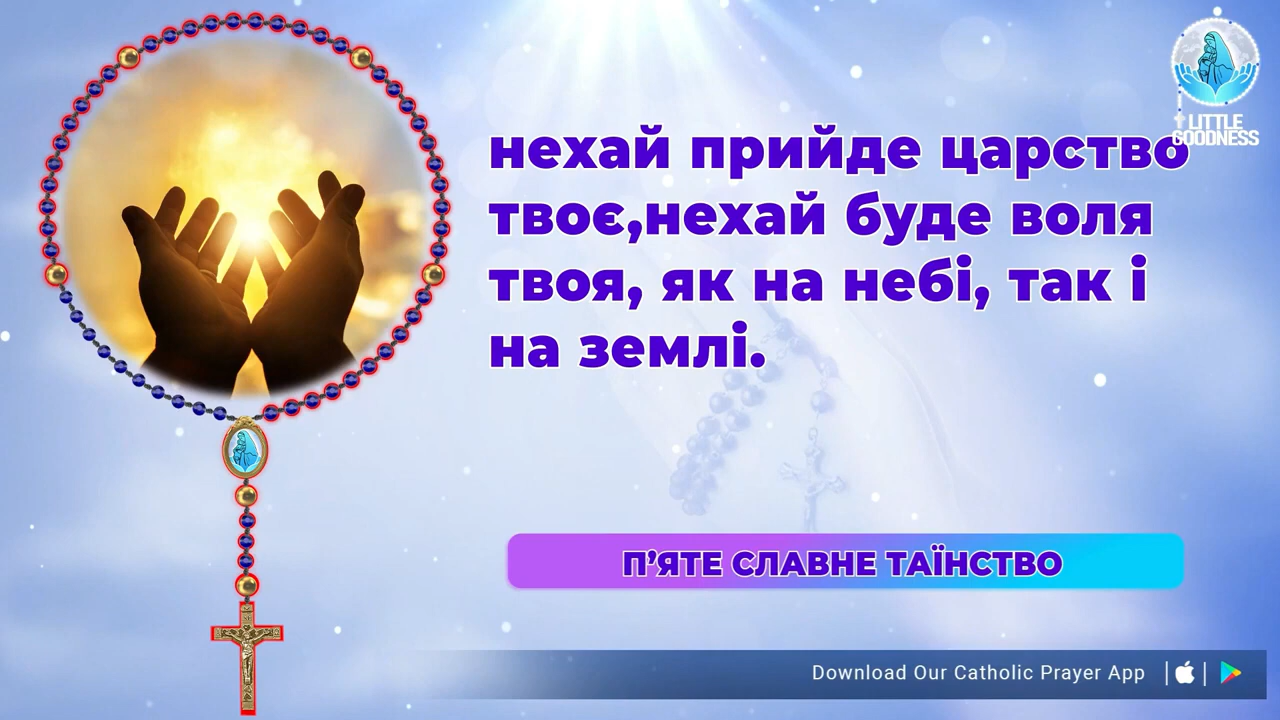 LITTLE
GOODNESS
нехай прийде царство
твоє,нехай буде воля
твоя, як на небі, так і
на землі.
П’ЯТЕ СЛАВНЕ ТАЇНСТВО
Download Our Catholic Prayer App